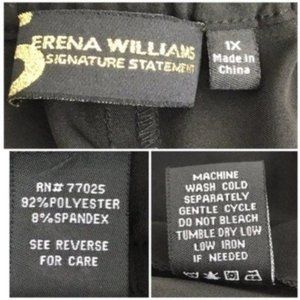 SERENA WILLIAMS
SIGNATURE STATEMENT
1X
Made in
China
RN# 77025
92%POLYESTER
8%SPANDEX
SEE REVERSE
FOR CARE
MACHINE
WASH COLD
SEPARATELY
GENTLE CYCLE
DO NOT BLEACH
TUMBLE DRY LOW
LOW IRON
IF NEEDED